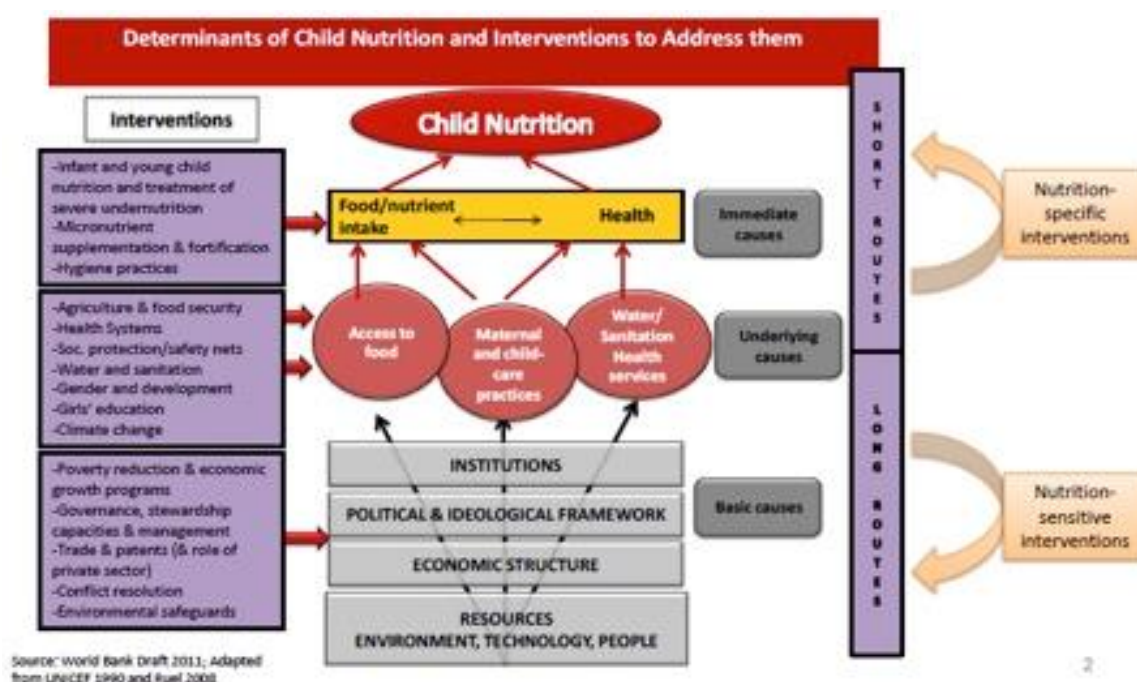 Determinants of Child Nutrition and Interventions to Address them
Interventions
Child Nutrition
-Infant and young child
nutrition and treatment of
severe undernutrition
-Micronutrient
supplementation & fortification
-Hygiene practices
Food/nutrient
intake
Health
Immediate
causes
-Agriculture & food security
-Health Systems
-Soc. protection/safety nets
-Water and sanitation
-Gender and development
-Girls' education
-Climate change
Access to
food
Maternal
and child-
care
practices
Water/
Sanitation
Health
services
Underlying
causes
-Poverty reduction & economic
growth programs
-Governance, stewardship
capacities & management
-Trade & patents (& role of
private sector)
-Conflict resolution
-Environmental safeguards
INSTITUTIONS
POLITICAL & IDEOLOGICAL FRAMEWORK
ECONOMIC STRUCTURE
RESOURCES
ENVIRONMENT, TECHNOLOGY, PEOPLE
Basic causes
SHORT ROUTES
LONG ROUTES
Nutrition-
specific
interventions
Nutrition-
sensitive
interventions
Source: World Bank Draft 2011; Adapted
from UNICEF 1990 and Ruel 2008
2